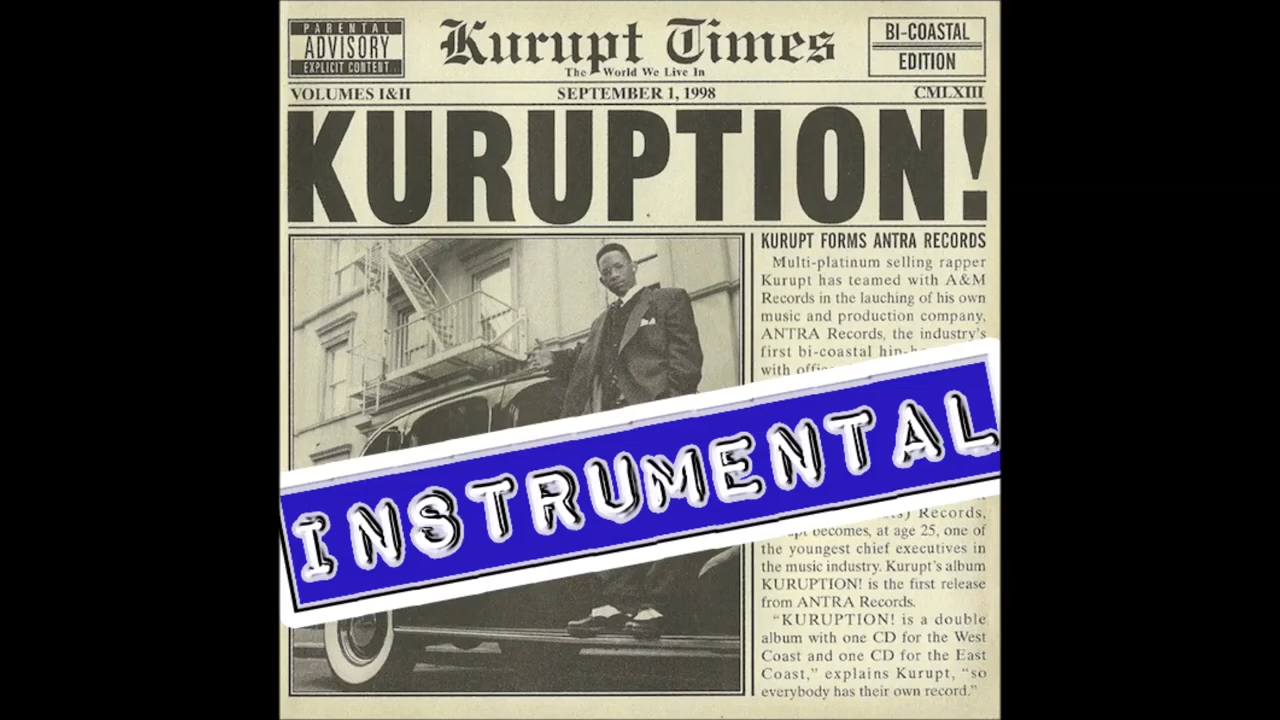 PARENTAL
ADVISORY
EXPLICIT CONTENT
Kurupt Times
The World We Live In
BI-COASTAL
EDITION
VOLUMES I&II
SEPTEMBER 1, 1998
CMLXIII
KURUPTION!
KURUPT FORMS ANTRA RECORDS
Multi-platinum selling rapper
Kurupt has teamed with A&M
Records in the lauching of his own
music and production company,
ANTRA Records, the industry's
first bi-coastal
with
INSTRUMENTAL
Records,
becomes, at age 25, one of
the youngest chief executives in
the music industry. Kurupt's album
KURUPTION! is the first release
from ANTRA Records.
"KURUPTION! is a double
album with one CD for the West
Coast and one CD for the East
Coast," explains Kurupt, "so
everybody has their own record."